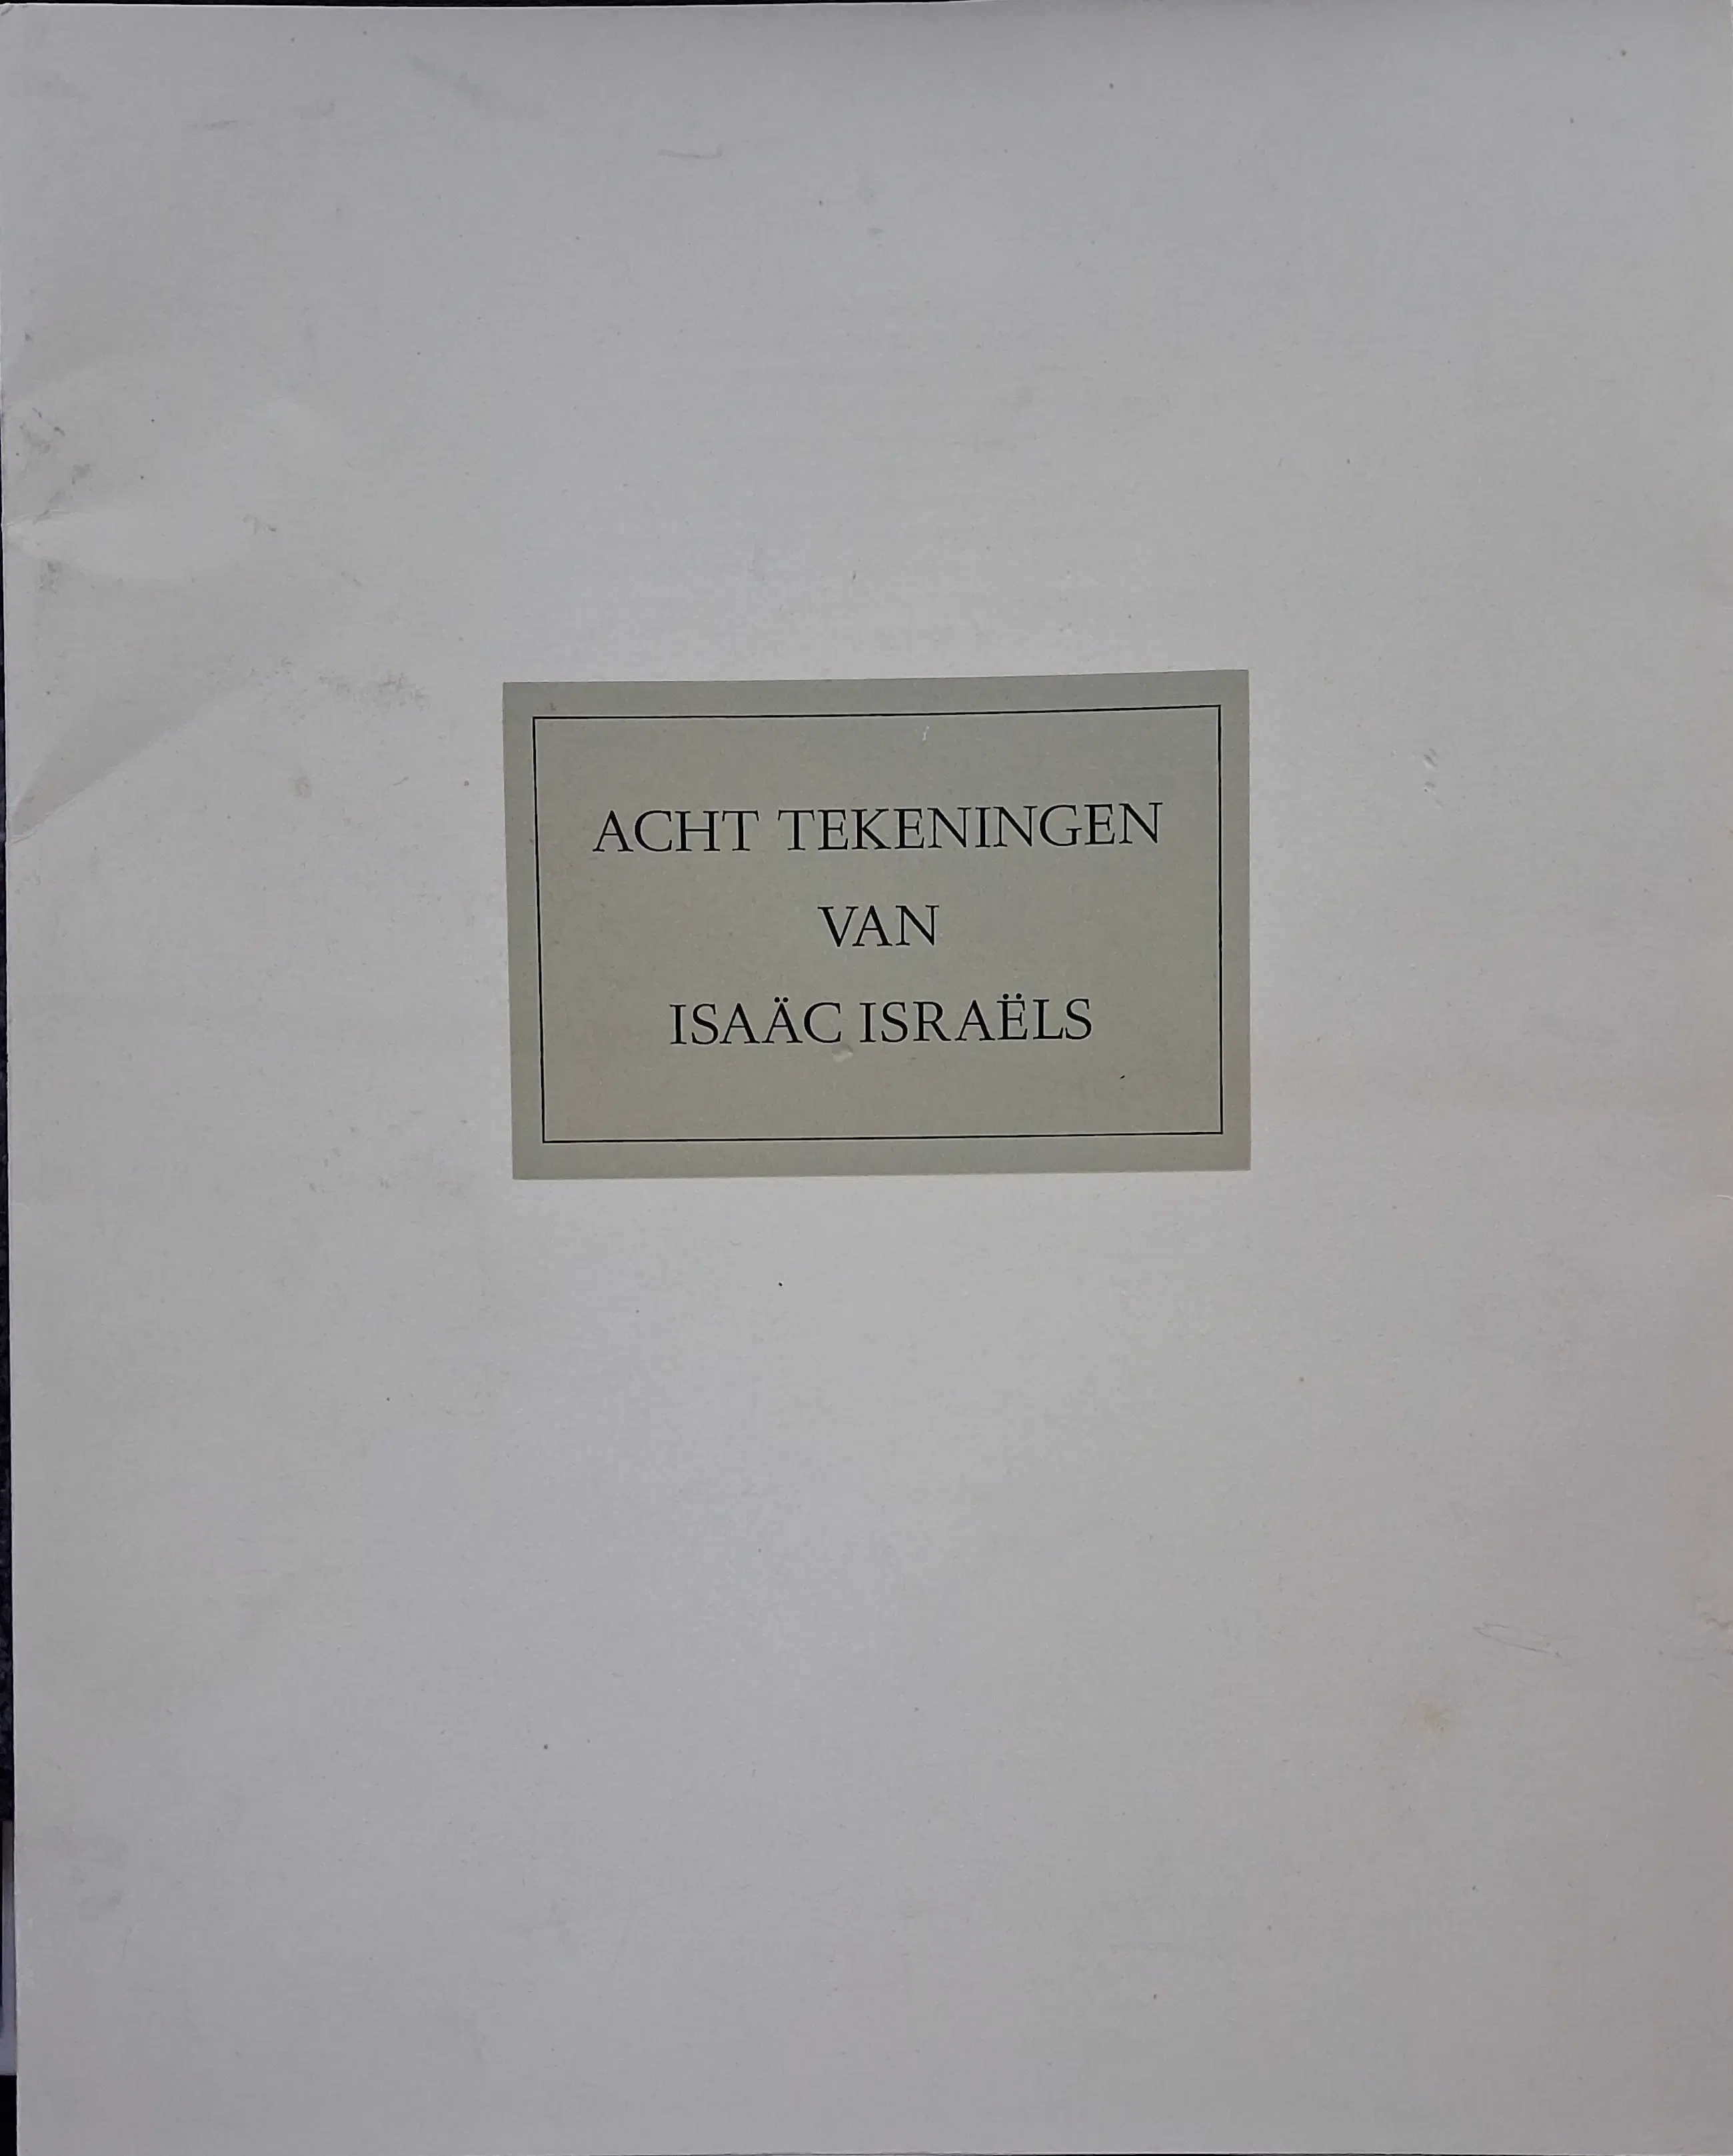 ACHT TEKENINGEN
VAN
ISAÄC ISRAËLS